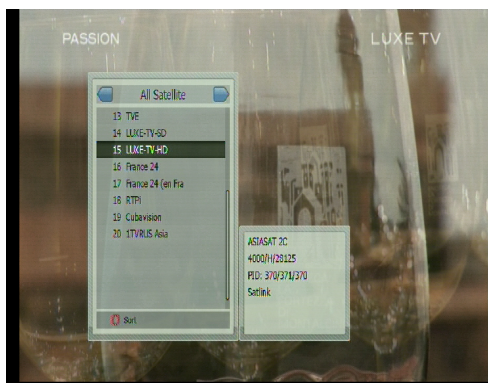 PASSION
LUXE TV
All Satellite
13 TVE
14 LUXE-TV-SD
15 LUXE-TV-HD
16 France 24
17 France 24 (en Fra
18 RTPi
19 Cubavision
20 1TVRUS Asia
Sort
ASIASAT 2C
4000/H/28125
PID: 370/371/370
Satlink